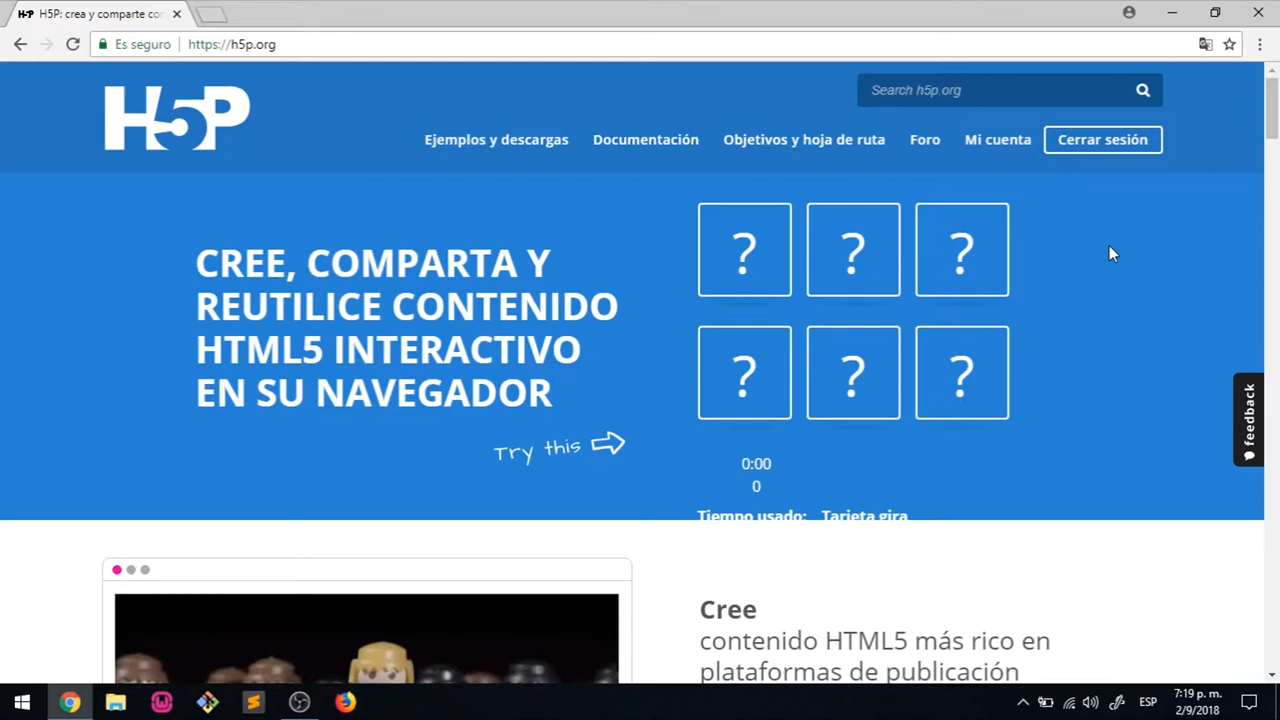 H5P: crea y comparte con
Es seguro https://h5p.org
H5P
Search h5p.org
Ejemplos y descargas Documentación Objetivos y hoja de ruta Foro Mi cuenta Cerrar sesión
CREE, COMPARTA Y
REUTILICE CONTENIDO
HTML5 INTERACTIVO
EN SU NAVEGADOR
Try this
? ? ?
? ? ?
0:00
0
Tiempo usado: Tarjeta gira
feedback
Cree
contenido HTML5 más rico en
plataformas de publicación
ESP
7:19 p. m.
2/9/2018